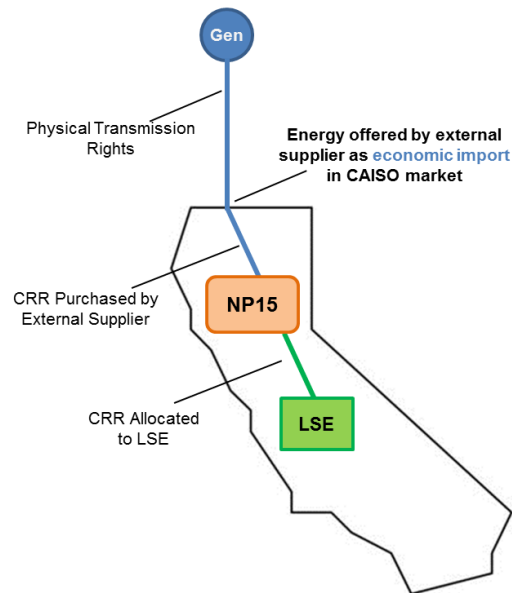 Gen
Physical Transmission
Rights
Energy offered by external
supplier as economic import
in CAISO market
CRR Purchased by
External Supplier
NP15
CRR Allocated
to LSE
LSE